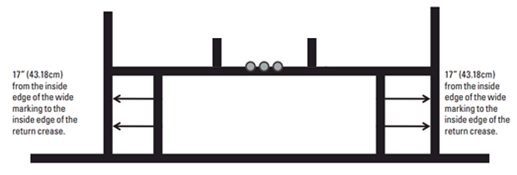 17” (43.18cm)
from the inside
edge of the wide
marking to the
inside edge of the
return crease.
17” (43.18cm)
from the inside
edge of the wide
marking to the
inside edge of the
return crease.